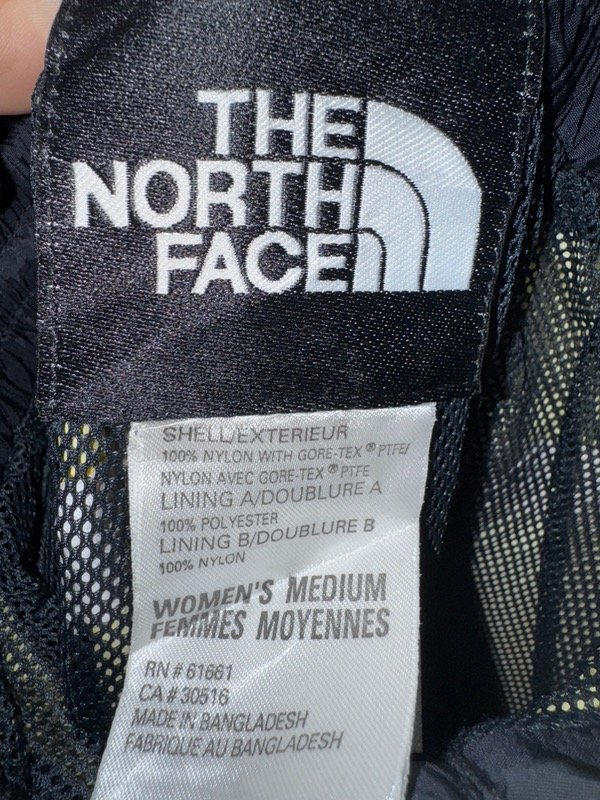 THE
NORTH
FACE
SHELL/EXTERIEUR
100% NYLON WITH GORE-TEX ® PTFE/
NYLON AVEC GORE-TEX ® PTFE
LINING A/DOUBLURE A
100% POLYESTER
LINING B/DOUBLURE B
100% NYLON
WOMEN'S MEDIUM
FEMMES MOYENNES
RN # 61661
CA # 30516
MADE IN BANGLADESH
FABRIQUE AU BANGLADESH